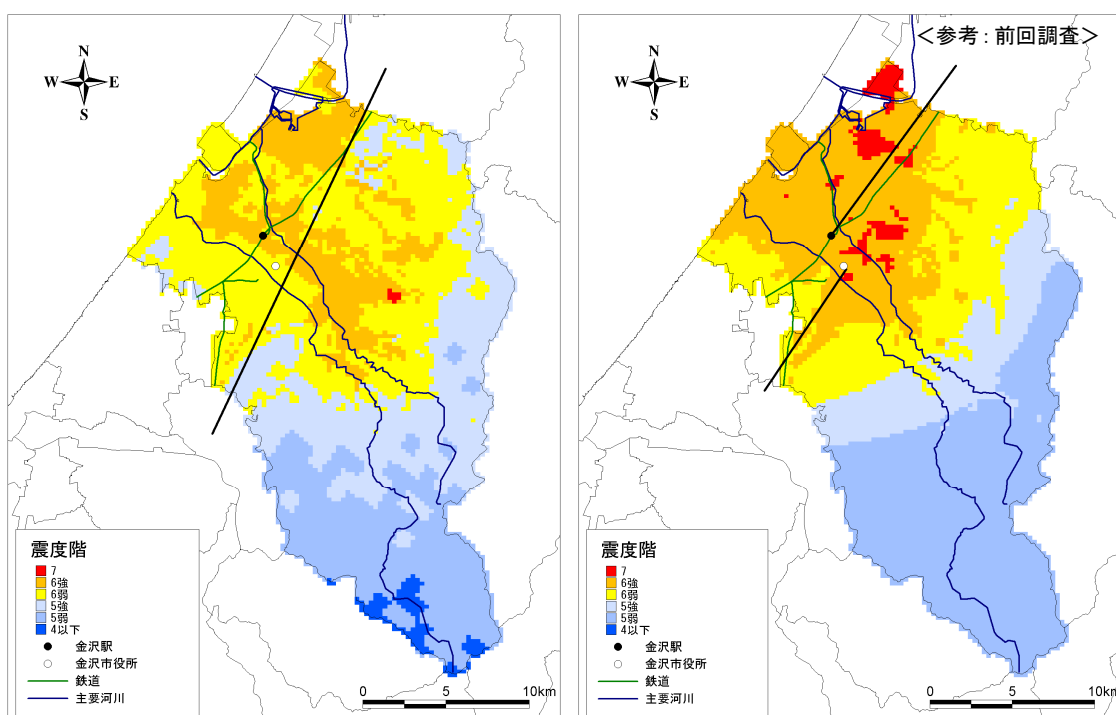 N
W E
S
震度階
7
6強
6弱
5強
5弱
4以下
金沢駅
金沢市役所
鉄道
主要河川
0 5 10km
＜参考：前回調査＞
N
W E
S
震度階
7
6強
6弱
5強
5弱
4以下
金沢駅
金沢市役所
鉄道
主要河川
0 5 10km